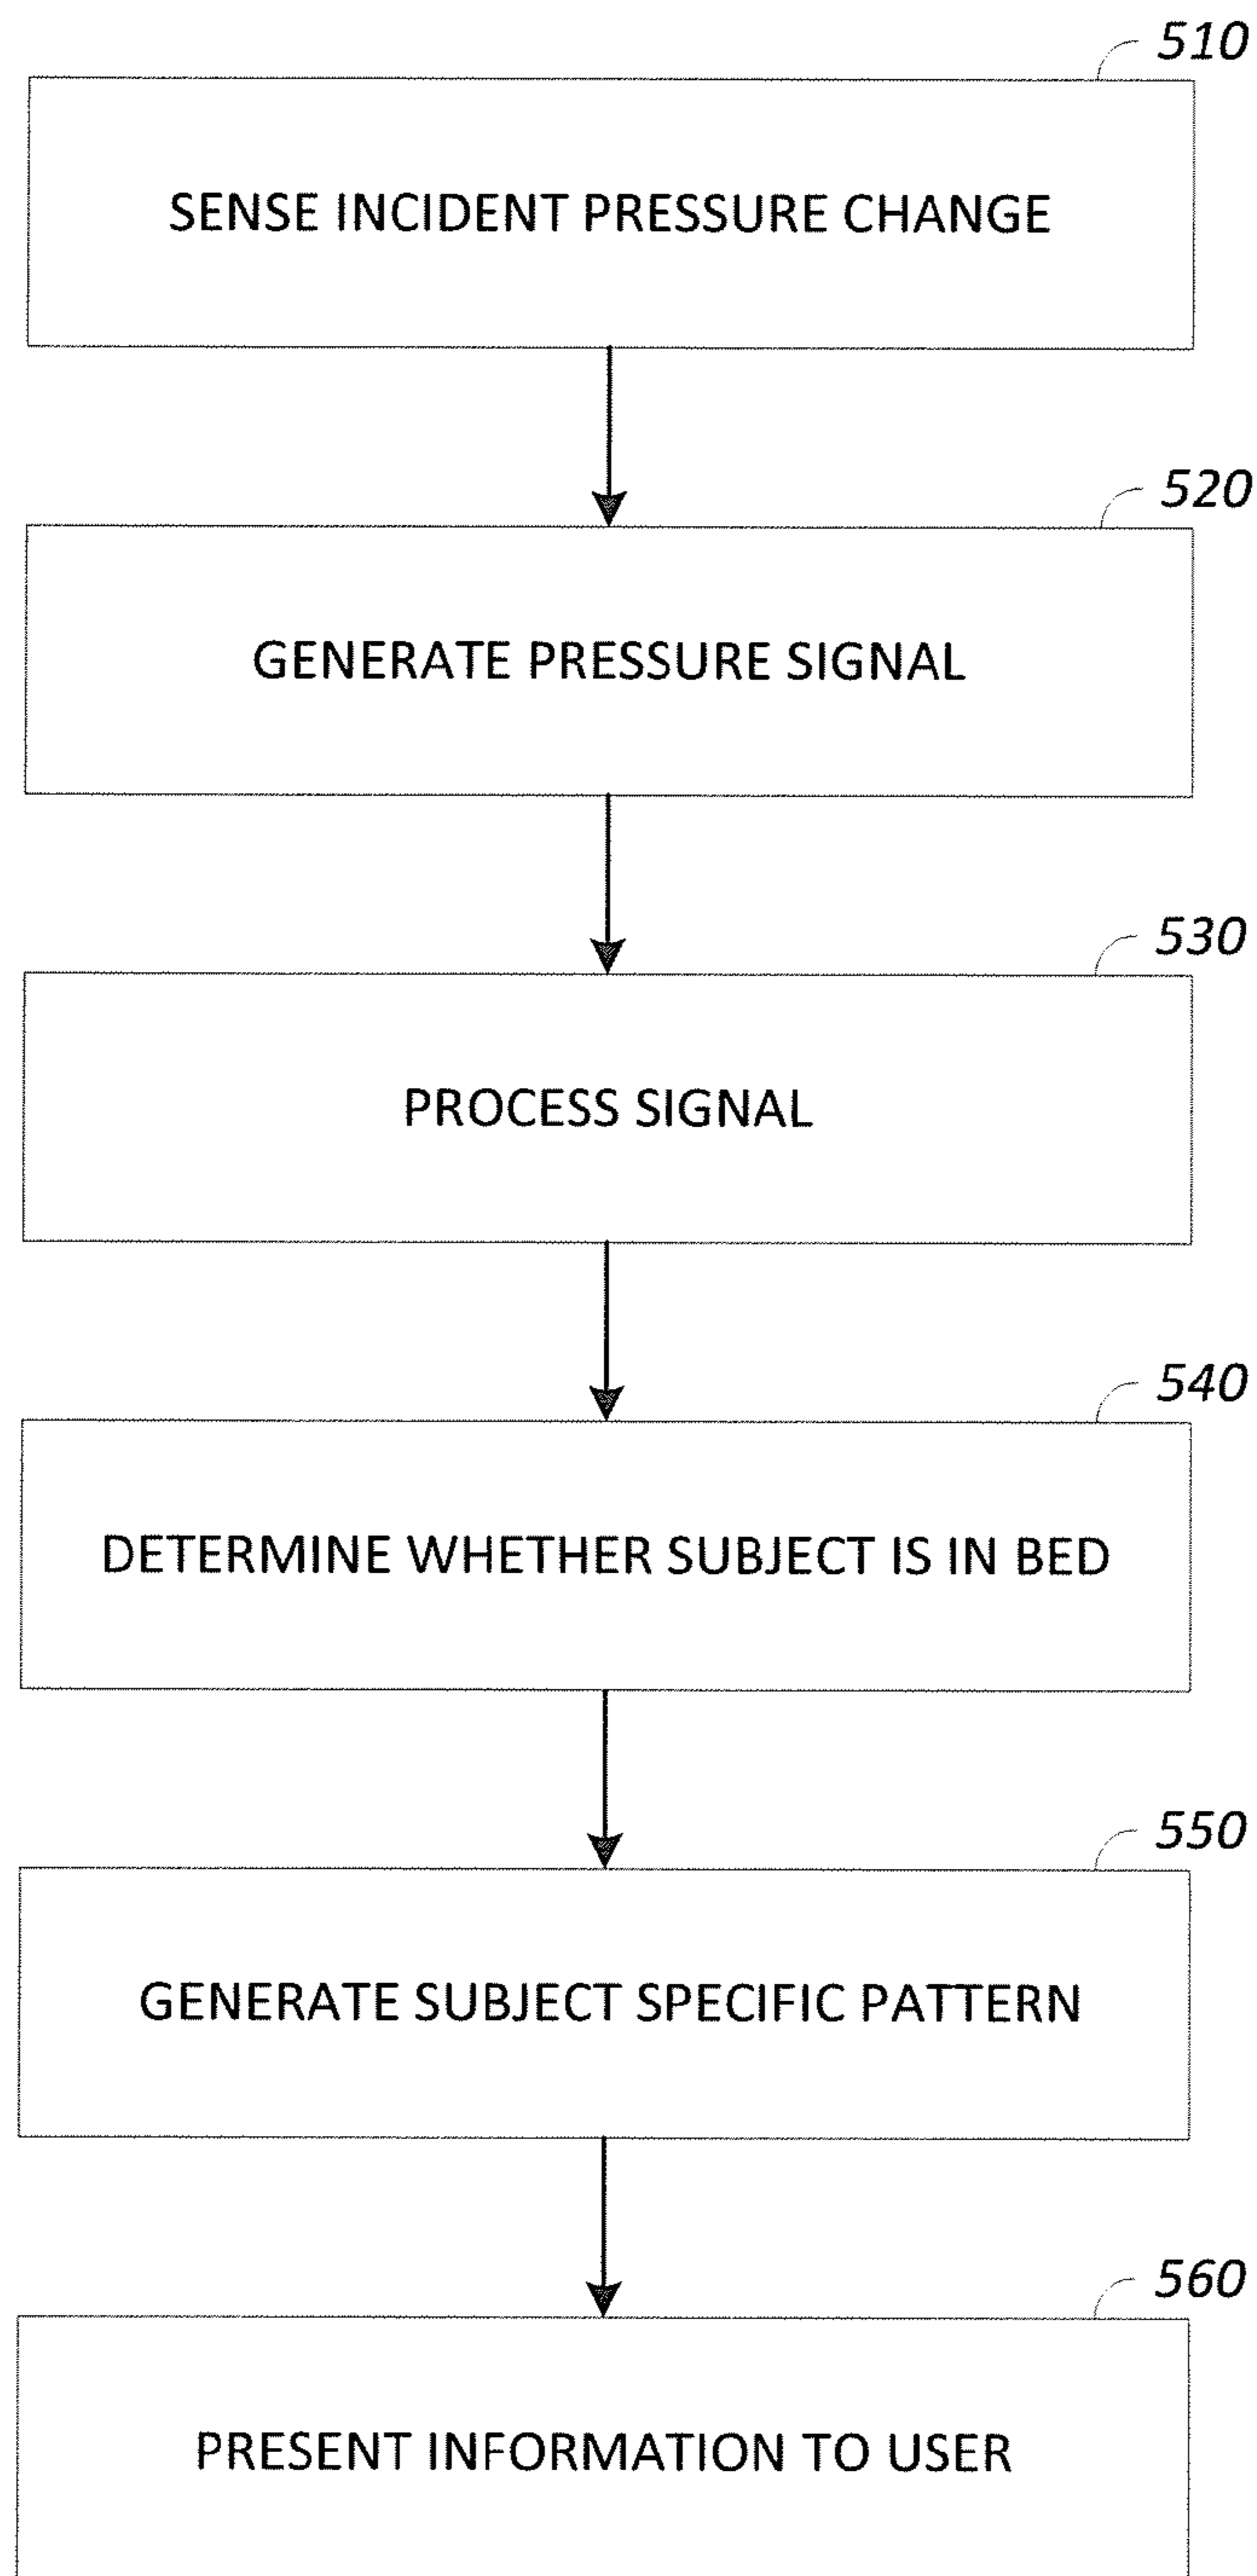 510
SENSE INCIDENT PRESSURE CHANGE
520
GENERATE PRESSURE SIGNAL
530
PROCESS SIGNAL
540
DETERMINE WHETHER SUBJECT IS IN BED
550
GENERATE SUBJECT SPECIFIC PATTERN
560
PRESENT INFORMATION TO USER